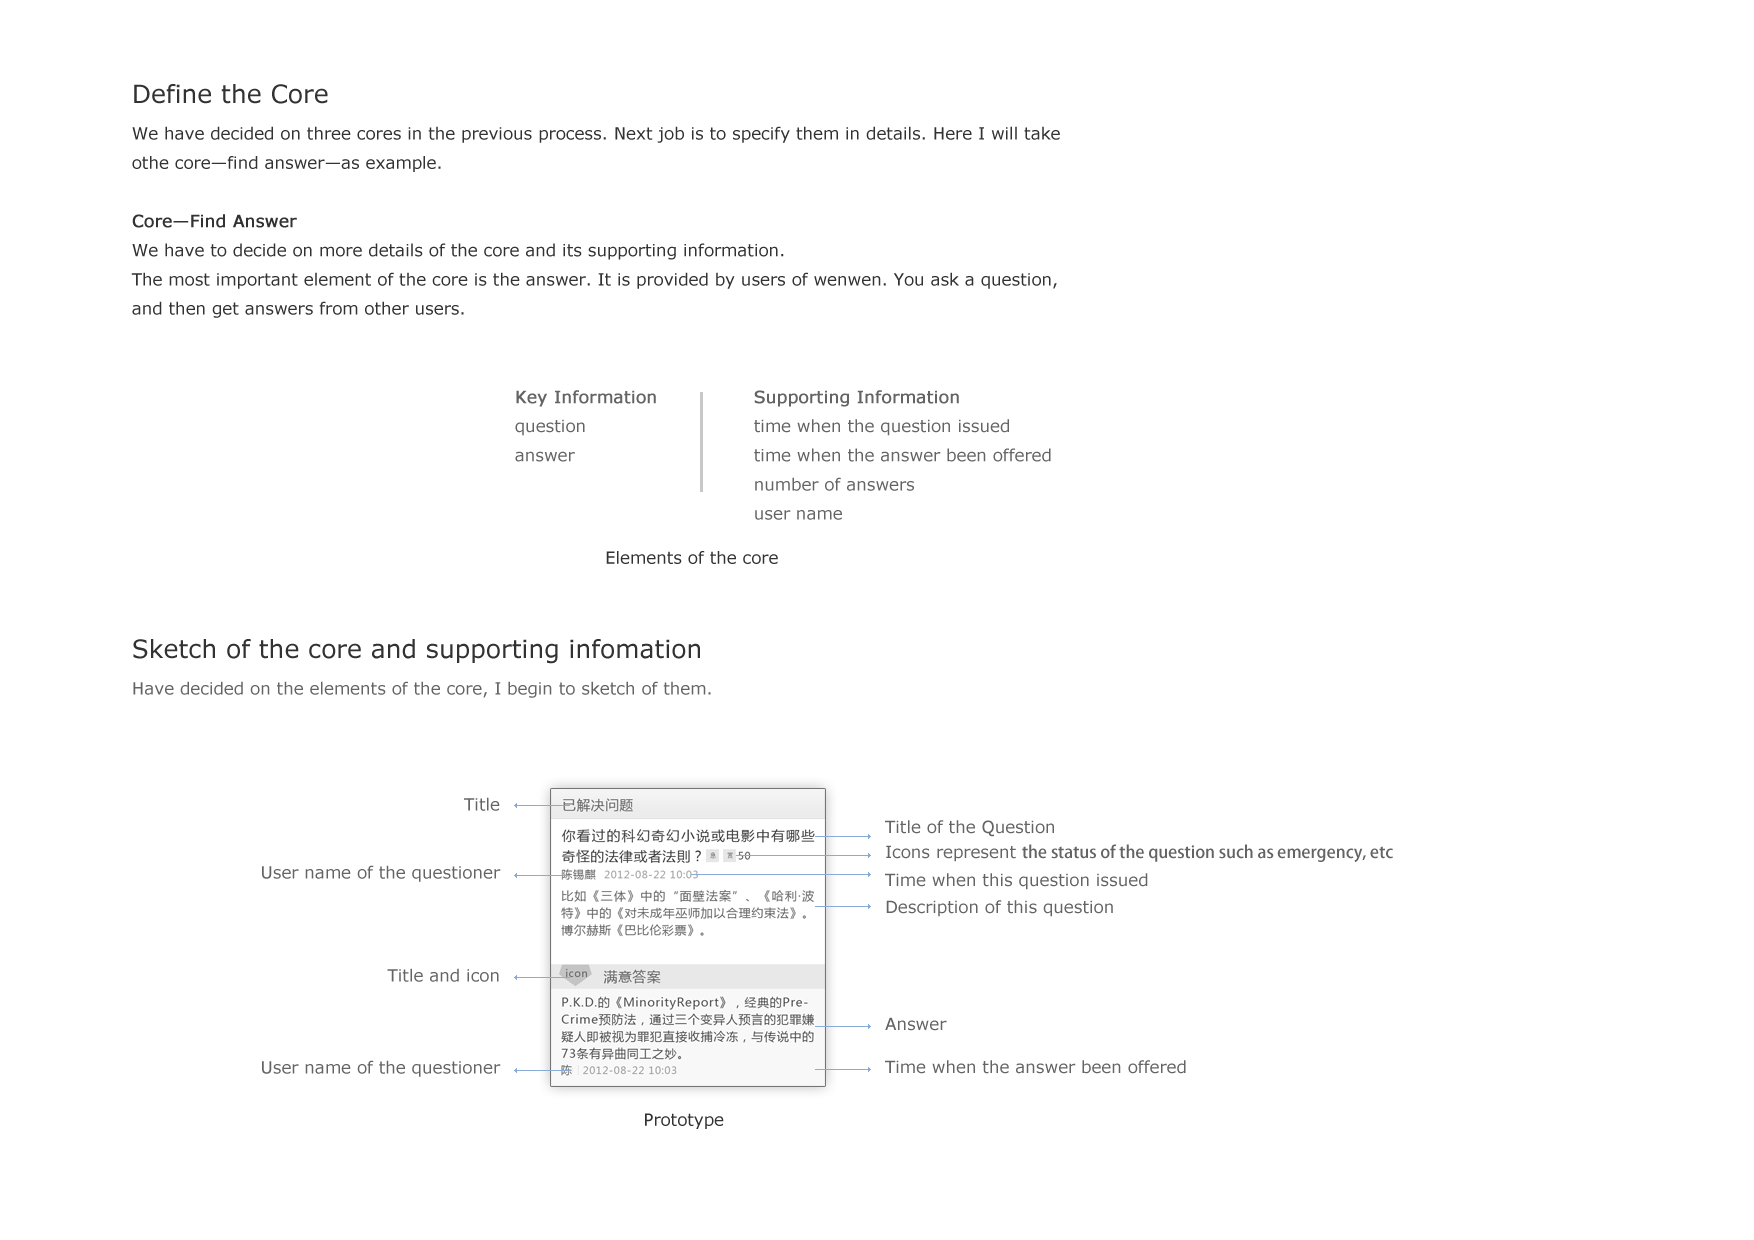 Define the Core
We have decided on three cores in the previous process. Next job is to specify them in details. Here I will take
othe core—find answer—as example.
Core—Find Answer
We have to decide on more details of the core and its supporting information.
The most important element of the core is the answer. It is provided by users of wenwen. You ask a question,
and then get answers from other users.
Key Information
question
answer
Supporting Information
time when the question issued
time when the answer been offered
number of answers
user name
Elements of the core
Sketch of the core and supporting infomation
Have decided on the elements of the core, I begin to sketch of them.
Title
User name of the questioner
Title and icon
User name of the questioner
已解决问题
你看过的科幻奇幻小说或电影中有哪些
奇怪的法律或者法則？ 50
陈锡麒 2012-08-22 10:03
比如《三体》中的“面壁法案”、《哈利·波
特》中的《对未成年巫师加以合理约束法》。
博尔赫斯《巴比伦彩票》。
icon 满意答案
P.K.D.的《MinorityReport》，经典的Pre-
Crime预防法，通过三个变异人预言的犯罪嫌
疑人即被视为罪犯直接收捕冷冻，与传说中的
73条有异曲同工之妙。
陈 2012-08-22 10:03
Title of the Question
Icons represent the status of the question such as emergency, etc
Time when this question issued
Description of this question
Answer
Time when the answer been offered
Prototype